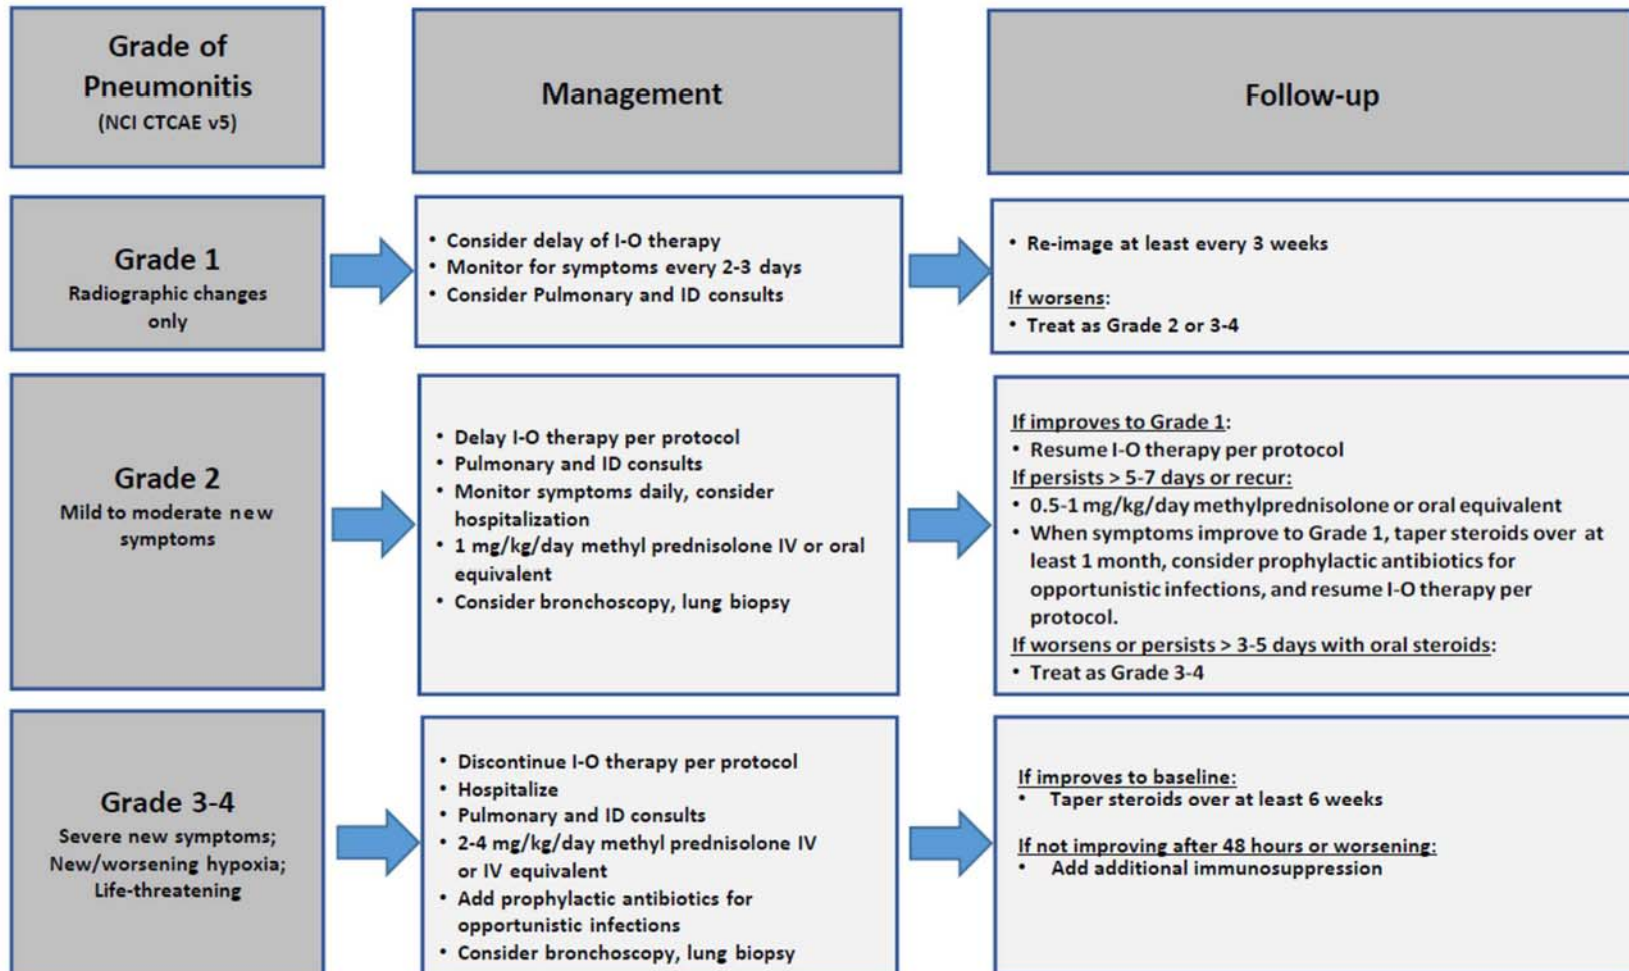 Grade of
Pneumonitis
(NCI CTCAE v5)
Management
Follow-up
Grade 1
Radiographic changes
only
• Consider delay of I-O therapy
• Monitor for symptoms every 2-3 days
• Consider Pulmonary and ID consults
• Re-image at least every 3 weeks
If worsens:
• Treat as Grade 2 or 3-4
Grade 2
Mild to moderate new
symptoms
• Delay I-O therapy per protocol
• Pulmonary and ID consults
• Monitor symptoms daily, consider
hospitalization
• 1 mg/kg/day methyl prednisolone IV or oral
equivalent
• Consider bronchoscopy, lung biopsy
If improves to Grade 1:
• Resume I-O therapy per protocol
If persists > 5-7 days or recur:
• 0.5-1 mg/kg/day methylprednisolone or oral equivalent
• When symptoms improve to Grade 1, taper steroids over at
least 1 month, consider prophylactic antibiotics for
opportunistic infections, and resume I-O therapy per
protocol.
If worsens or persists > 3-5 days with oral steroids:
• Treat as Grade 3-4
Grade 3-4
Severe new symptoms;
New/worsening hypoxia;
Life-threatening
• Discontinue I-O therapy per protocol
• Hospitalize
• Pulmonary and ID consults
• 2-4 mg/kg/day methyl prednisolone IV
or IV equivalent
• Add prophylactic antibiotics for
opportunistic infections
• Consider bronchoscopy, lung biopsy
If improves to baseline:
• Taper steroids over at least 6 weeks
If not improving after 48 hours or worsening:
• Add additional immunosuppression